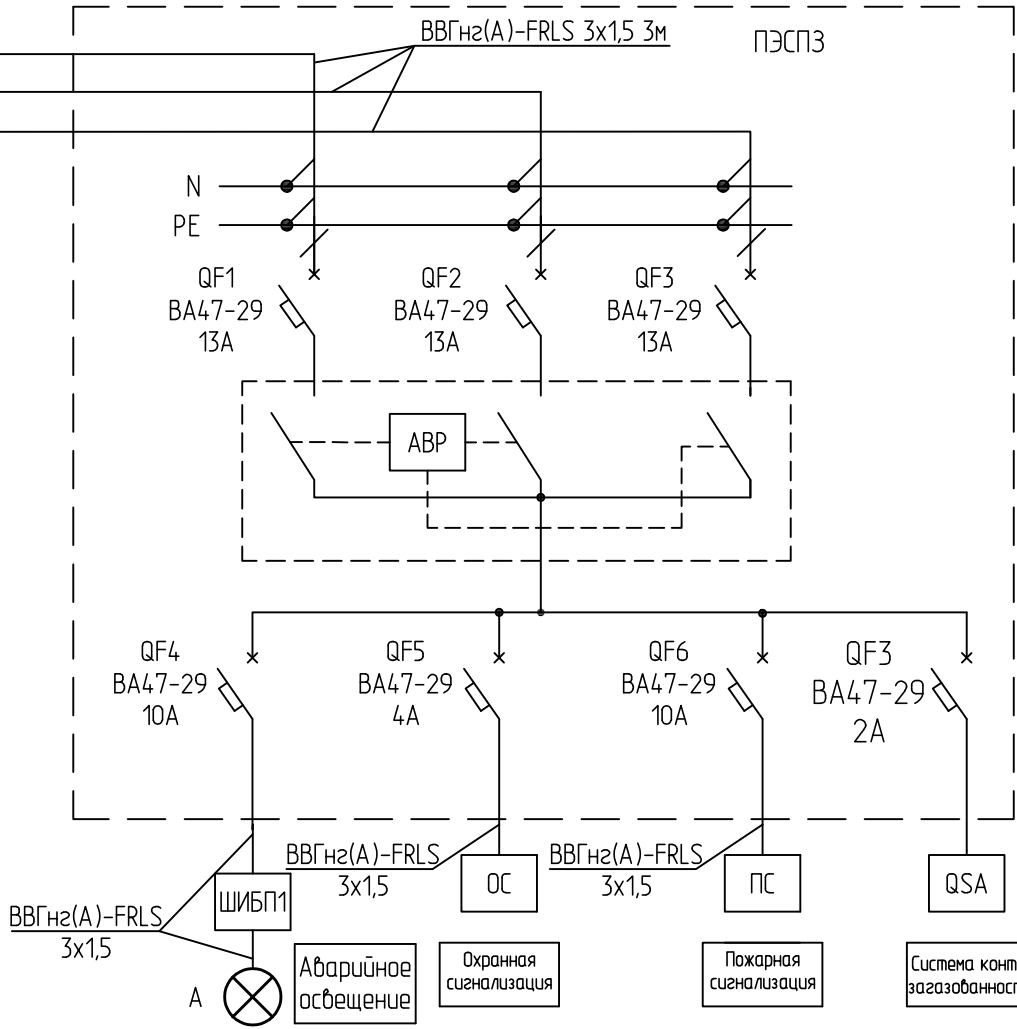 ВВГнг(А)-FRLS 3х1,5 3м
ПЭСПЗ
N
PE
QF1
ВА47-29
13А
QF2
ВА47-29
13А
QF3
ВА47-29
13А
АВР
QF4
ВА47-29
10А
QF5
ВА47-29
4А
QF6
ВА47-29
10А
QF3
ВА47-29
2А
ВВГнг(А)-FRLS
3х1,5
ВВГнг(А)-FRLS
3х1,5
ОС
ПС
QSA
ШИБП1
ВВГнг(А)-FRLS
3х1,5
А
Аварийное
освещение
Охранная
сигнализация
Пожарная
сигнализация
Система конт
загазованност